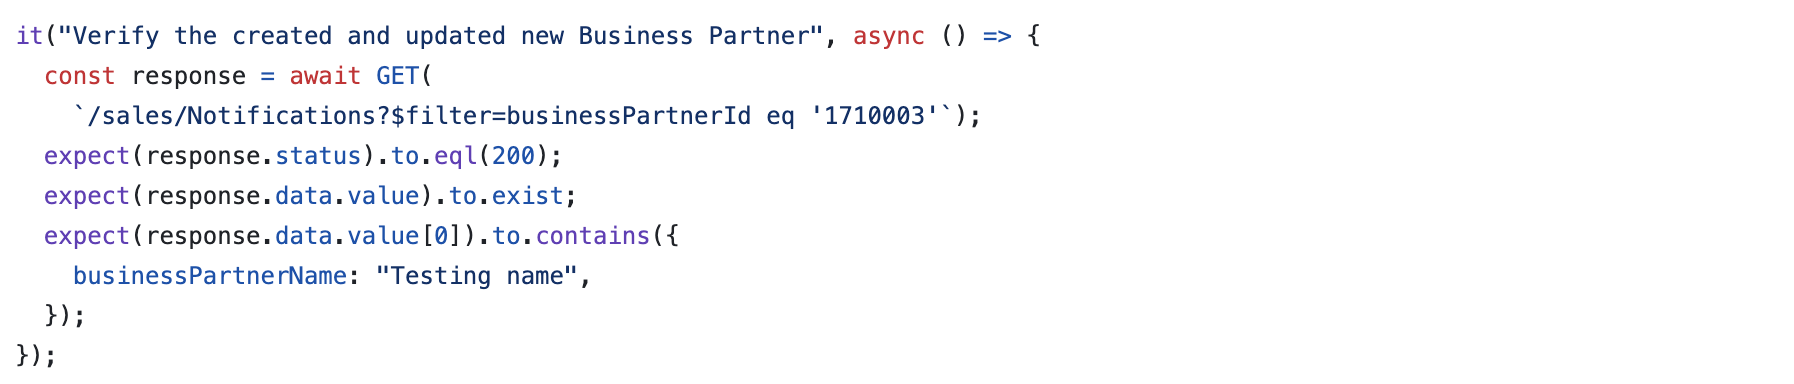 it("Verify the created and updated new Business Partner", async () => {
  const response = await GET(
    `/sales/Notifications?$filter=businessPartnerId eq '1710003'`);
  expect(response.status).to.eql(200);
  expect(response.data.value).to.exist;
  expect(response.data.value[0]).to.contains({
    businessPartnerName: "Testing name",
  });
});